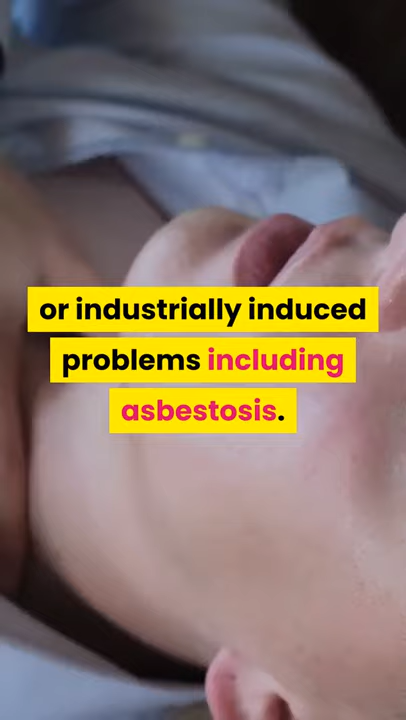 or industrially induced
problems including
asbestosis.